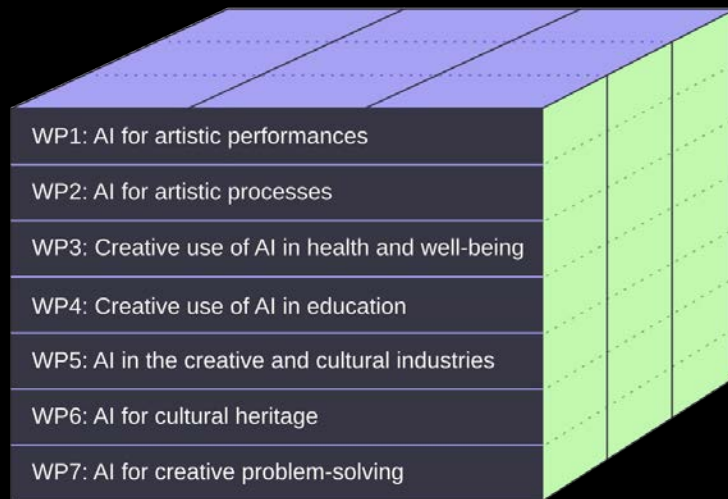 WP1: AI for artistic performances
WP2: AI for artistic processes
WP3: Creative use of AI in health and well-being
WP4: Creative use of AI in education
WP5: AI in the creative and cultural industries
WP6: AI for cultural heritage
WP7: AI for creative problem-solving